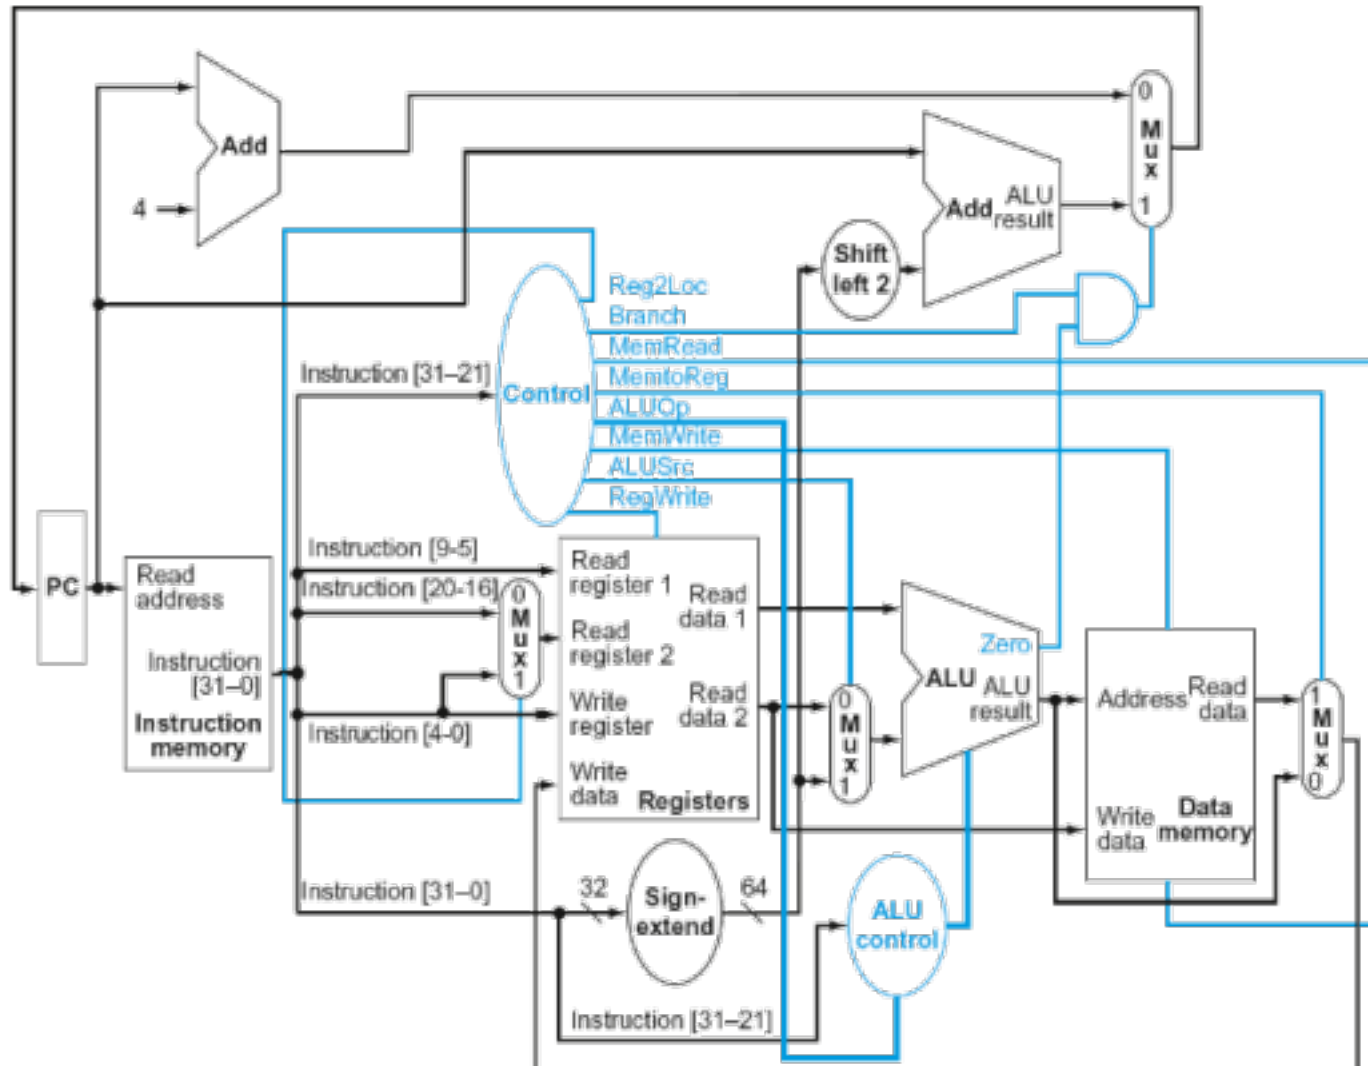 0
Mux
1
Add
4
Add
ALU
result
Shift
left 2
Reg2Loc
Branch
MemRead
MemtoReg
ALUOp
MemWrite
ALUSrc
RegWrite
Control
Instruction [31–21]
Instruction [9-5]
Instruction [20-16]
Instruction [4-0]
Instruction [31–0]
Instruction [31–21]
PC
Read
address
Instruction
[31–0]
Instruction
memory
0
Mux
1
Read
register 1
Read
register 2
Write
register
Write
data
Read
data 1
Read
data 2
Registers
0
Mux
1
Zero
ALU
ALU
result
Address
Read
data
Write
data
Data
memory
1
Mux
0
32
Sign-
extend
64
ALU
control